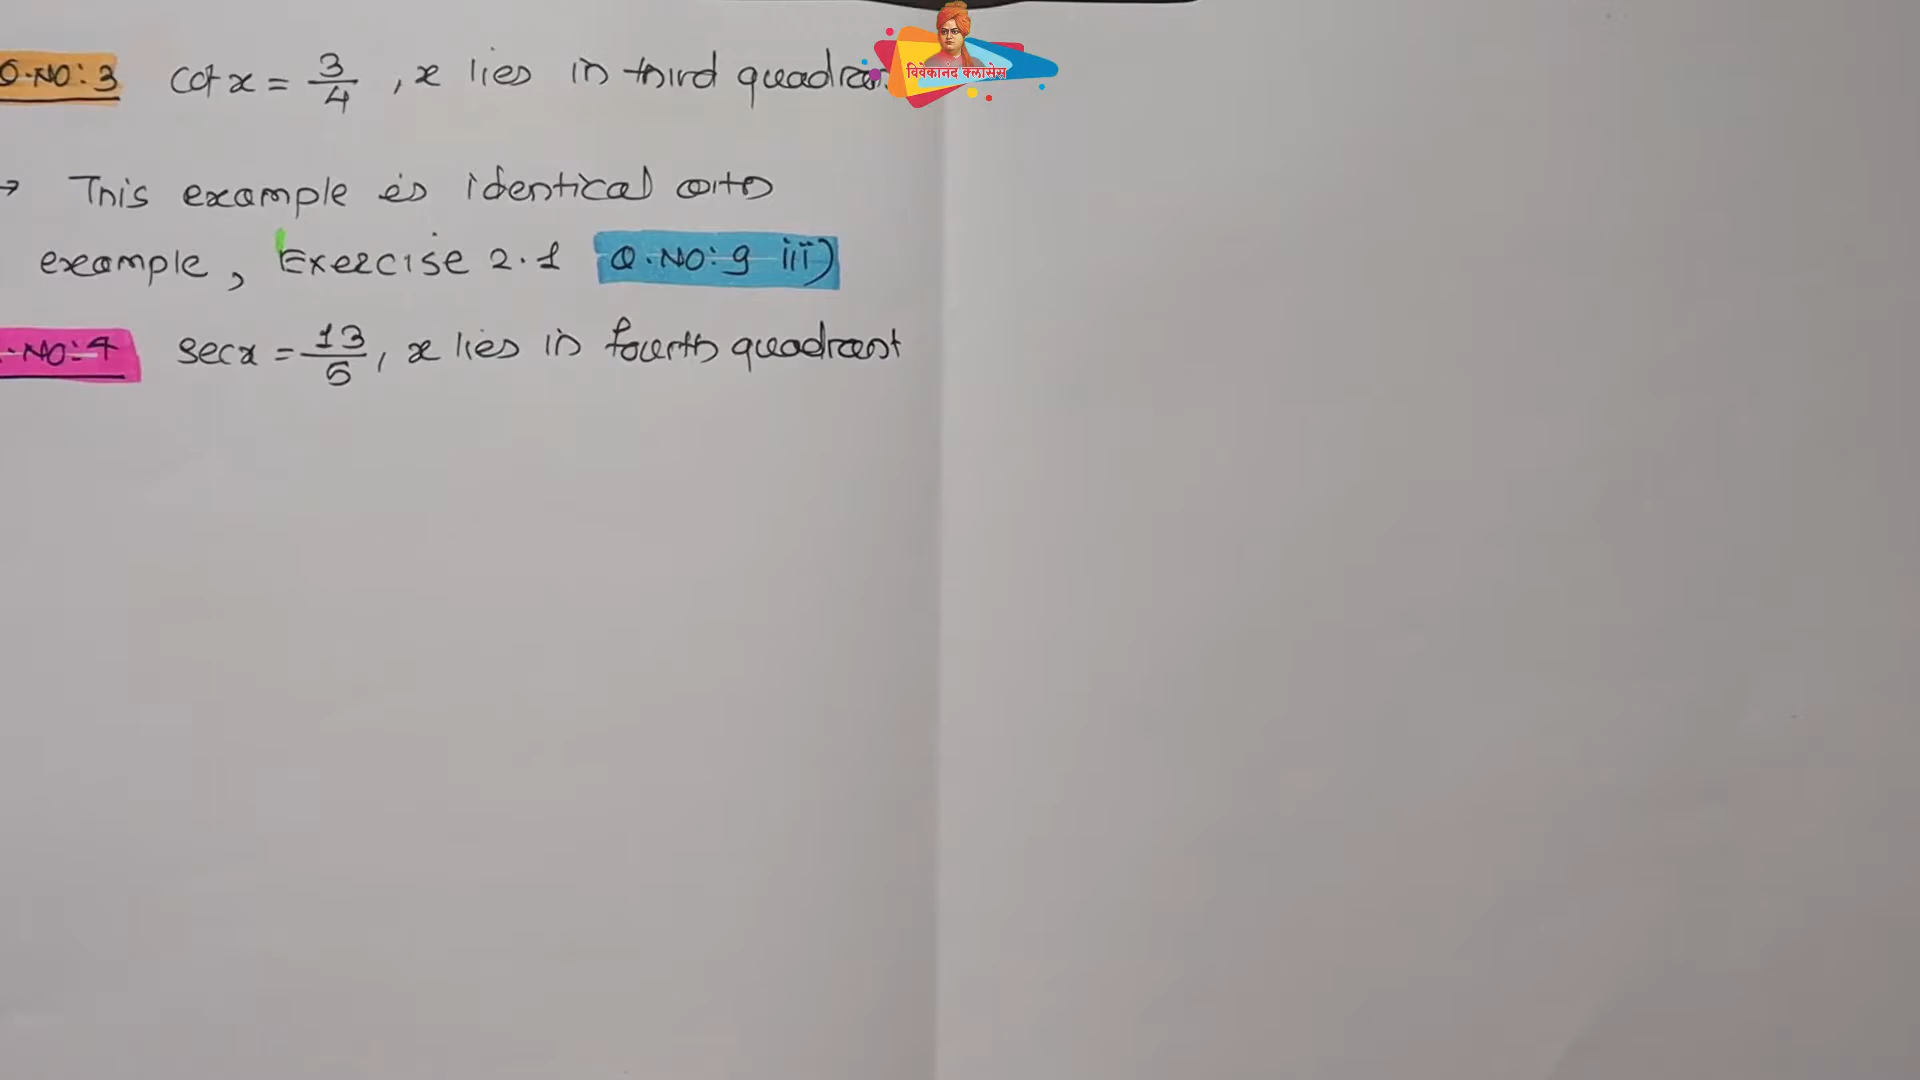 Q.NO:3 cot x = 3/4 , x lies in third
विवेकानंद क्लासेस
→ This example is identical with
example, Exercise 2.1 Q.NO:9 iii)
.NO:4 sec x = 13/5, x lies in fourth quadrant